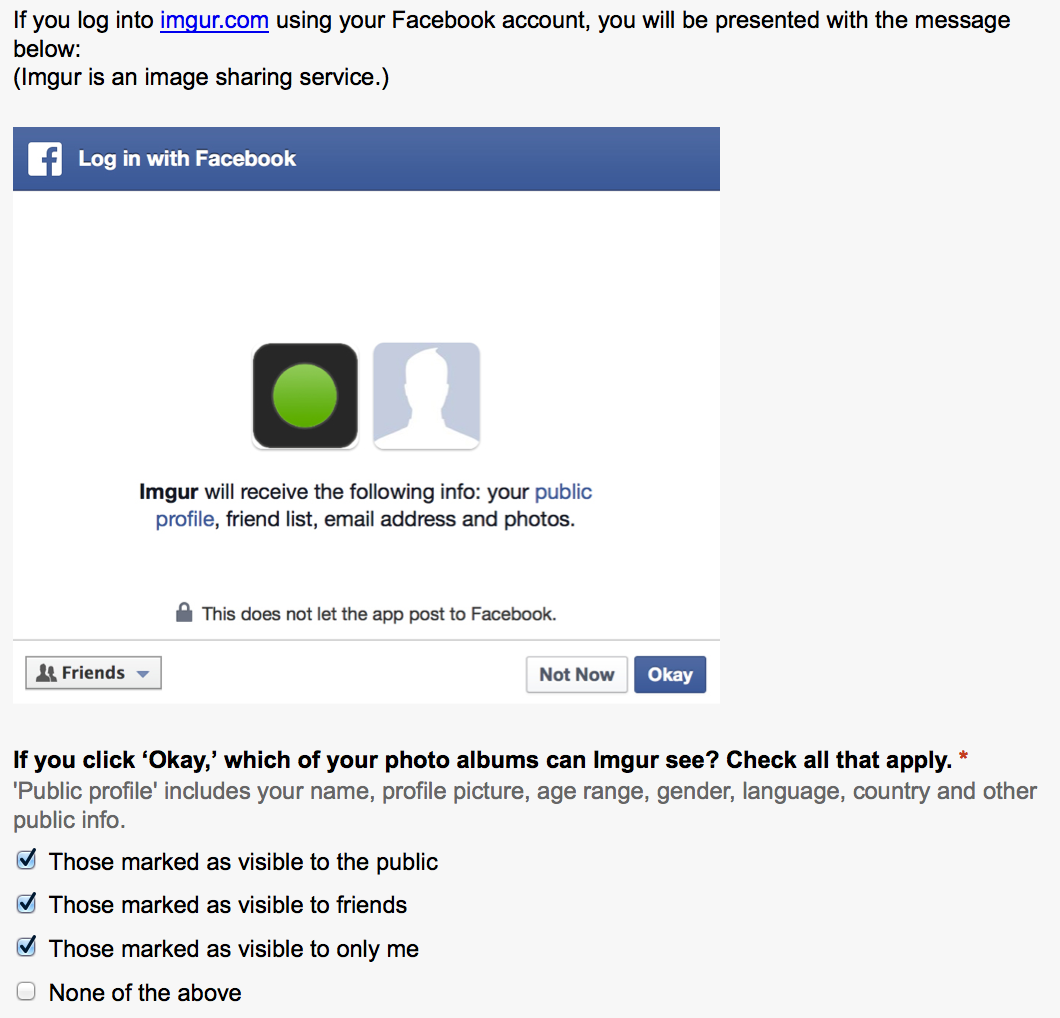 If you log into imgur.com using your Facebook account, you will be presented with the message
below:
(Imgur is an image sharing service.)
Log in with Facebook
Imgur will receive the following info: your public
profile, friend list, email address and photos.
This does not let the app post to Facebook.
Friends
Not Now
Okay
If you click ‘Okay,’ which of your photo albums can Imgur see? Check all that apply. *
'Public profile' includes your name, profile picture, age range, gender, language, country and other
public info.
Those marked as visible to the public
Those marked as visible to friends
Those marked as visible to only me
None of the above